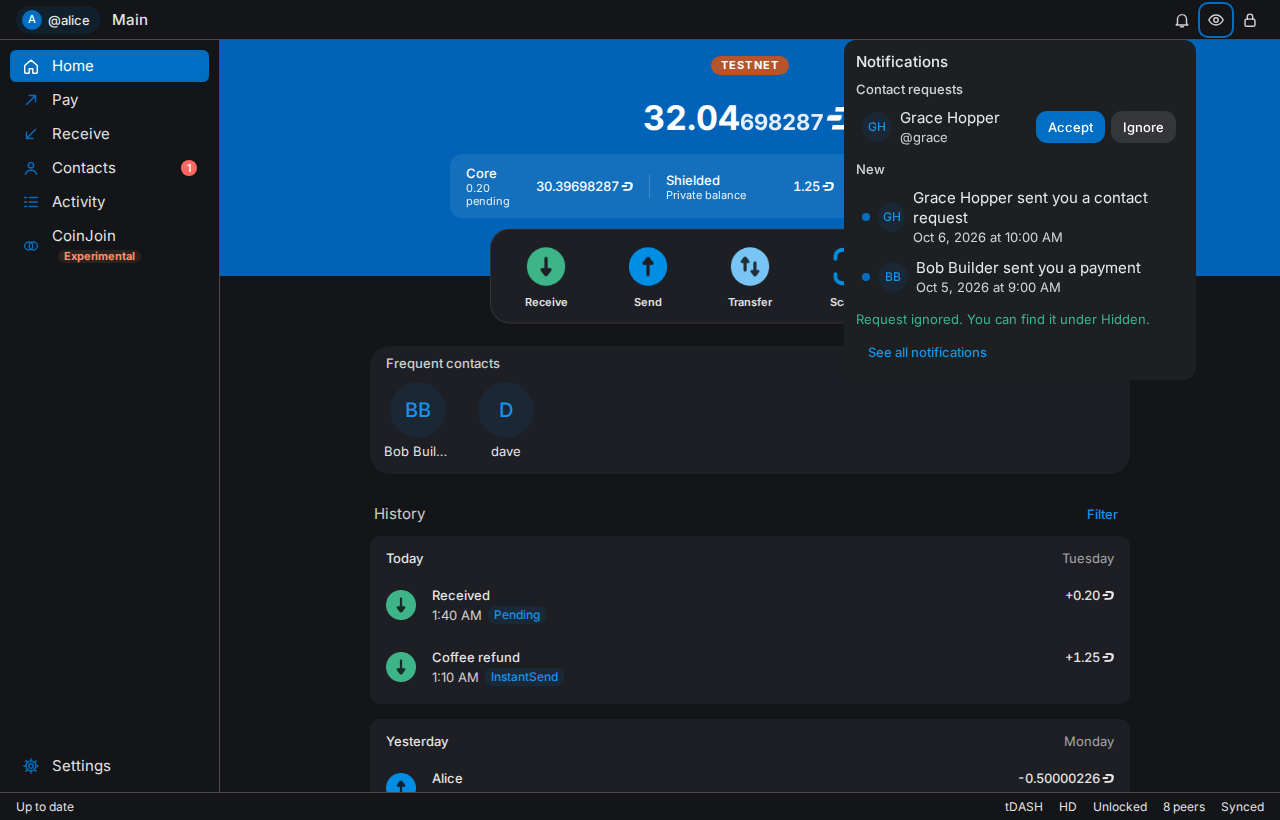 A @alice Main
Home
Pay
Receive
Contacts 1
Activity
CoinJoin
Experimental
Settings
TESTNET
32.04698287
Core
0.20
pending
30.39698287
Shielded
Private balance
1.25
Receive
Send
Transfer
Notifications
Contact requests
GH
Grace Hopper
@grace
Accept
Ignore
New
GH
Grace Hopper sent you a contact
request
Oct 6, 2026 at 10:00 AM
BB
Bob Builder sent you a payment
Oct 5, 2026 at 9:00 AM
Request ignored. You can find it under Hidden.
See all notifications
Frequent contacts
BB
D
Bob Buil...
dave
History
Filter
Today
Tuesday
Received
+0.20
1:40 AM Pending
Coffee refund
+1.25
1:10 AM InstantSend
Yesterday
Monday
Alice
-0.50000226
Up to date
tDASH HD Unlocked 8 peers Synced